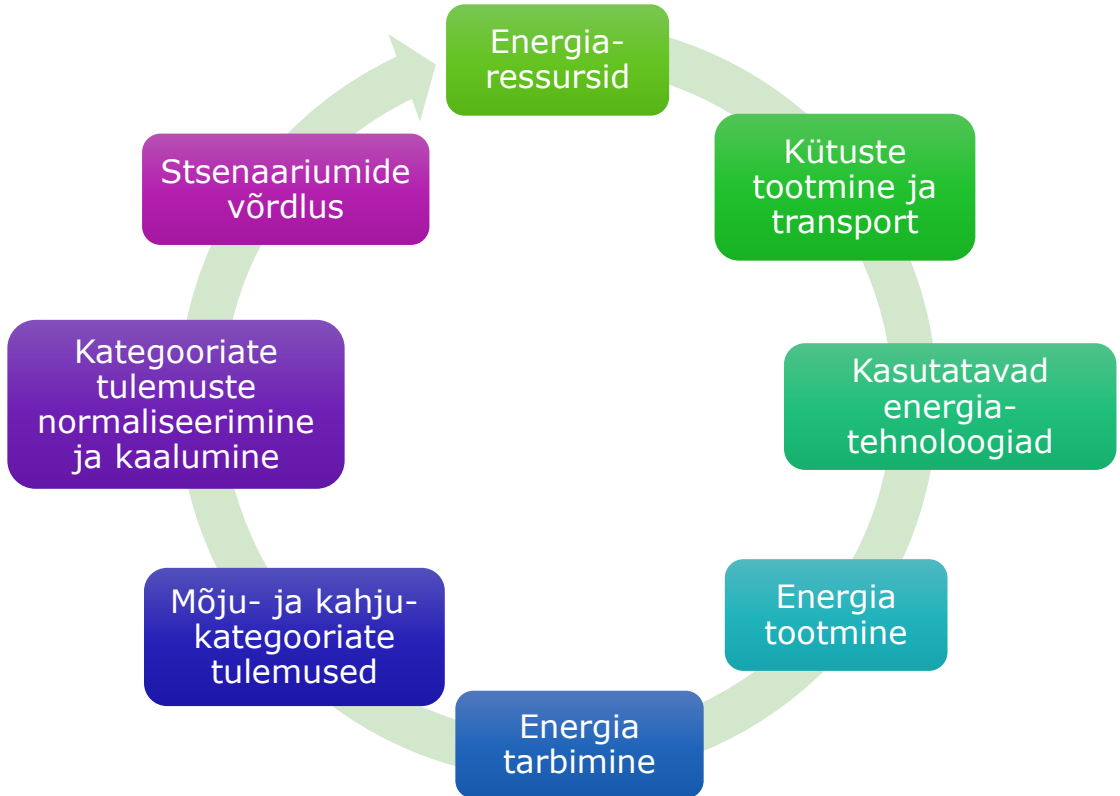 Energia-
ressursid
Kütuste
tootmine ja
transport
Kasutatavad
energia-
tehnoloogiad
Energia
tootmine
Energia
tarbimine
Mõju- ja kahju-
kategooriate
tulemused
Kategooriate
tulemuste
normaliseerimine
ja kaalumine
Stsenaariumide
võrdlus